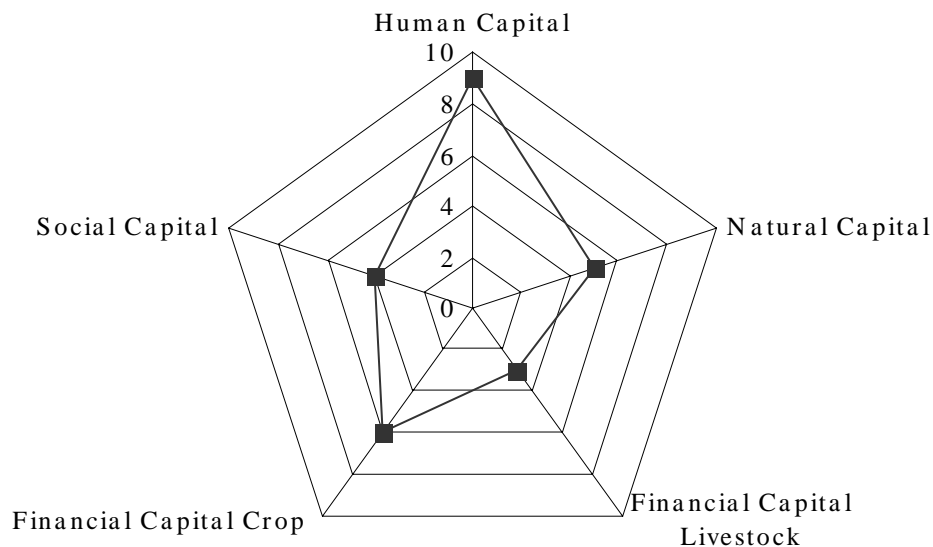 Human Capital
10
8
6
4
2
0
Social Capital
Natural Capital
Financial Capital Crop
Financial Capital
Livestock